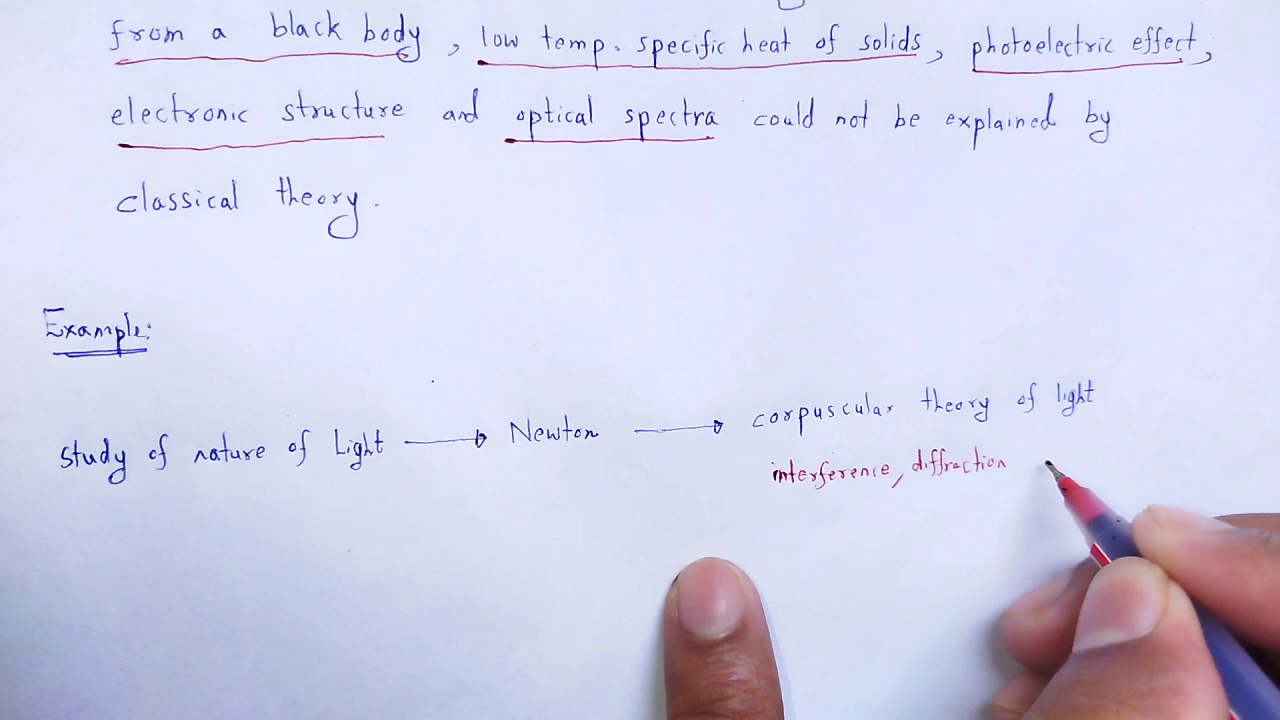 from a black body, low temp. specific heat of solids, photoelectric effect,
electronic structure and optical spectra could not be explained by
classical theory.
Example:
study of nature of Light → Newton → corpuscular theory of light
interference, diffraction